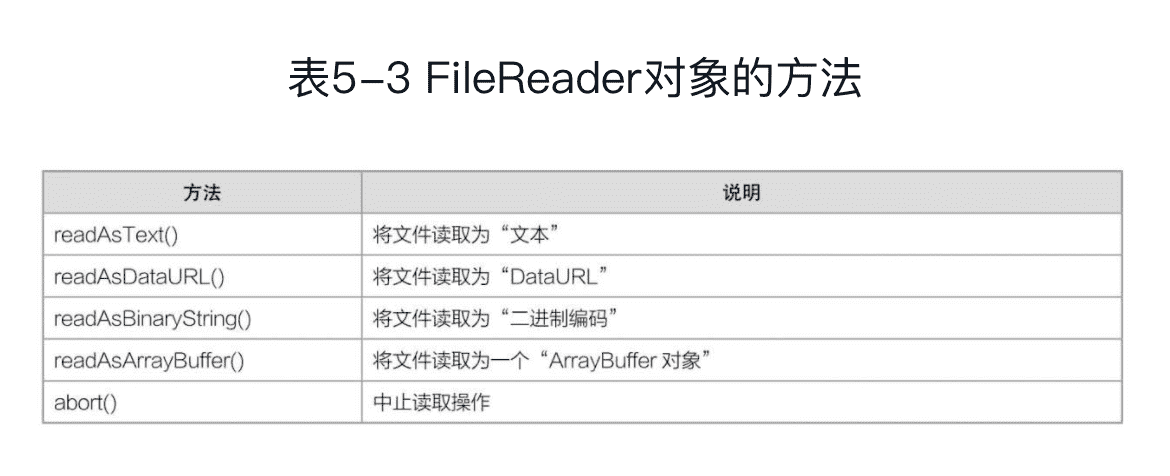 表5-3 FileReader对象的方法
方法 说明
readAsText() 将文件读取为“文本”
readAsDataURL() 将文件读取为“DataURL”
readAsBinaryString() 将文件读取为“二进制编码”
readAsArrayBuffer() 将文件读取为一个“ArrayBuffer 对象”
abort() 中止读取操作